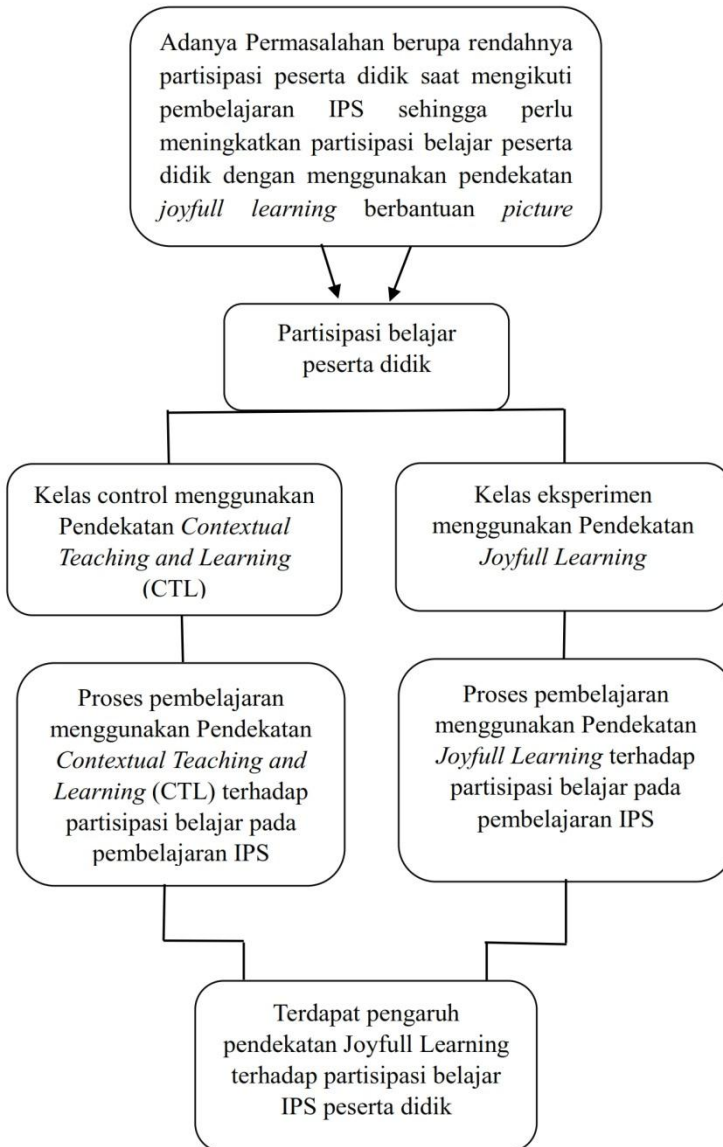 Adanya Permasalahan berupa rendahnya
partisipasi peserta didik saat mengikuti
pembelajaran IPS sehingga perlu
meningkatkan partisipasi belajar peserta
didik dengan menggunakan pendekatan
joyfull learning berbantuan picture
Partisipasi belajar
peserta didik
Kelas control menggunakan
Pendekatan Contextual
Teaching and Learning
(CTL)
Kelas eksperimen
menggunakan Pendekatan
Joyfull Learning
Proses pembelajaran
menggunakan Pendekatan
Contextual Teaching and
Learning (CTL) terhadap
partisipasi belajar pada
pembelajaran IPS
Proses pembelajaran
menggunakan Pendekatan
Joyfull Learning terhadap
partisipasi belajar pada
pembelajaran IPS
Terdapat pengaruh
pendekatan Joyfull Learning
terhadap partisipasi belajar
IPS peserta didik